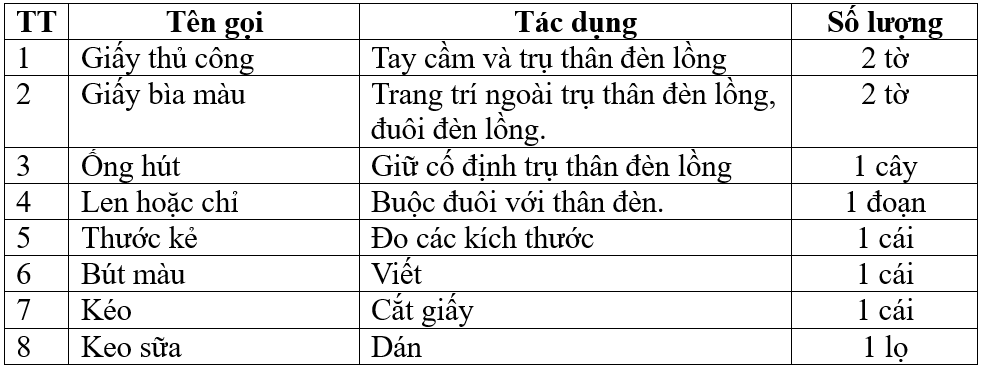 TT Tên gọi Tác dụng Số lượng
1 Giấy thủ công Tay cầm và trụ thân đèn lồng 2 tờ
2 Giấy bìa màu Trang trí ngoài trụ thân đèn lồng, 2 tờ
đuôi đèn lồng.
3 Ống hút Giữ cố định trụ thân đèn lồng 1 cây
4 Len hoặc chỉ Buộc đuôi với thân đèn. 1 đoạn
5 Thước kẻ Đo các kích thước 1 cái
6 Bút màu Viết 1 cái
7 Kéo Cắt giấy 1 cái
8 Keo sữa Dán 1 lọ